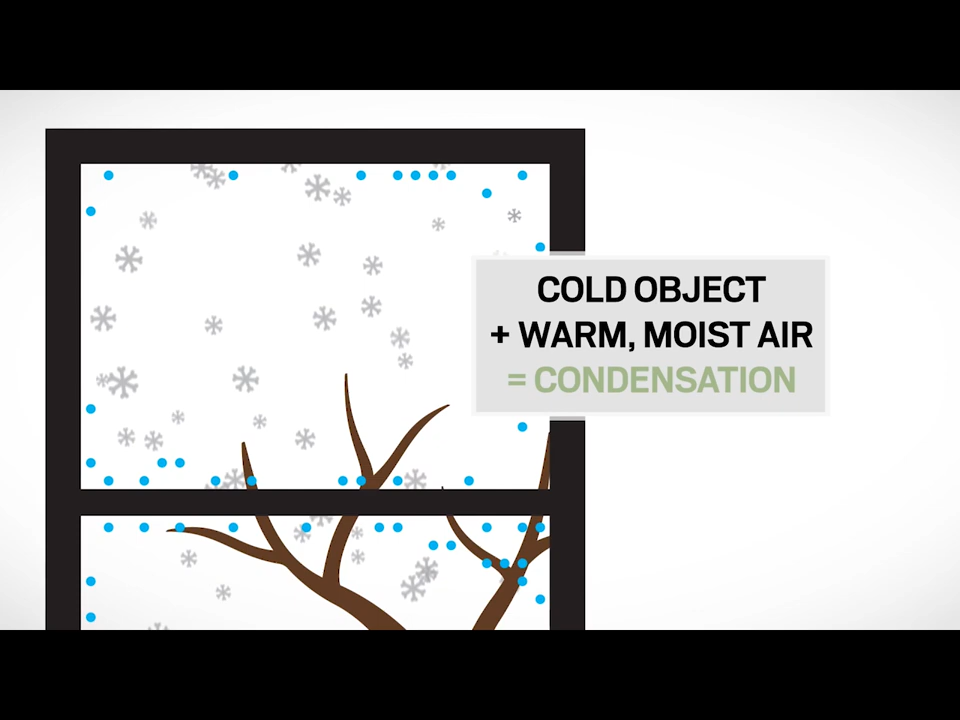 COLD OBJECT
+ WARM, MOIST AIR
= CONDENSATION